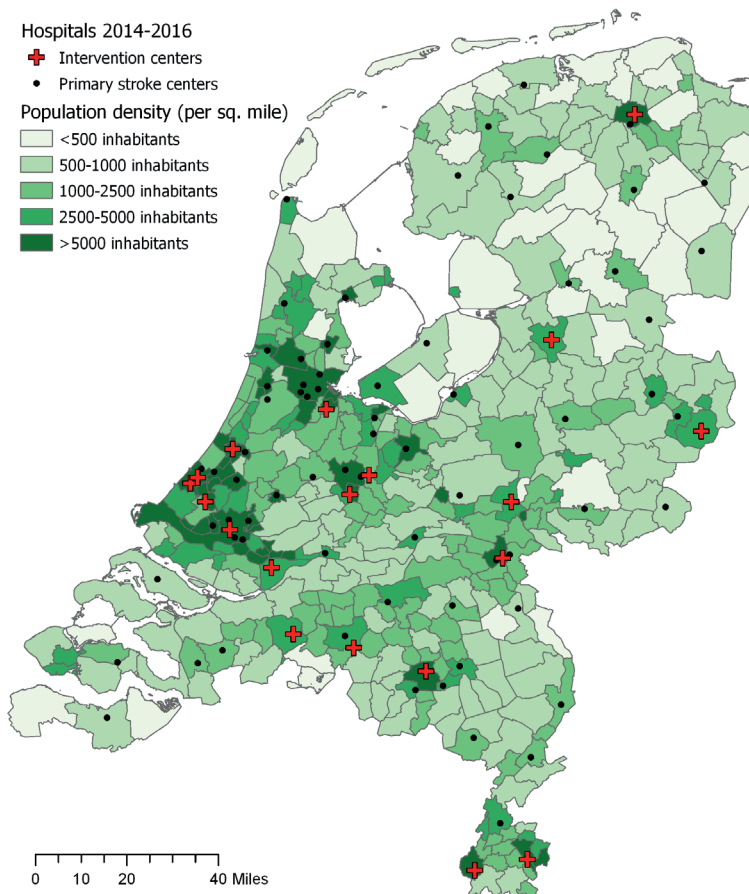 Hospitals 2014-2016
Intervention centers
Primary stroke centers
Population density (per sq. mile)
<500 inhabitants
500-1000 inhabitants
1000-2500 inhabitants
2500-5000 inhabitants
>5000 inhabitants
0 10 20 40 Miles